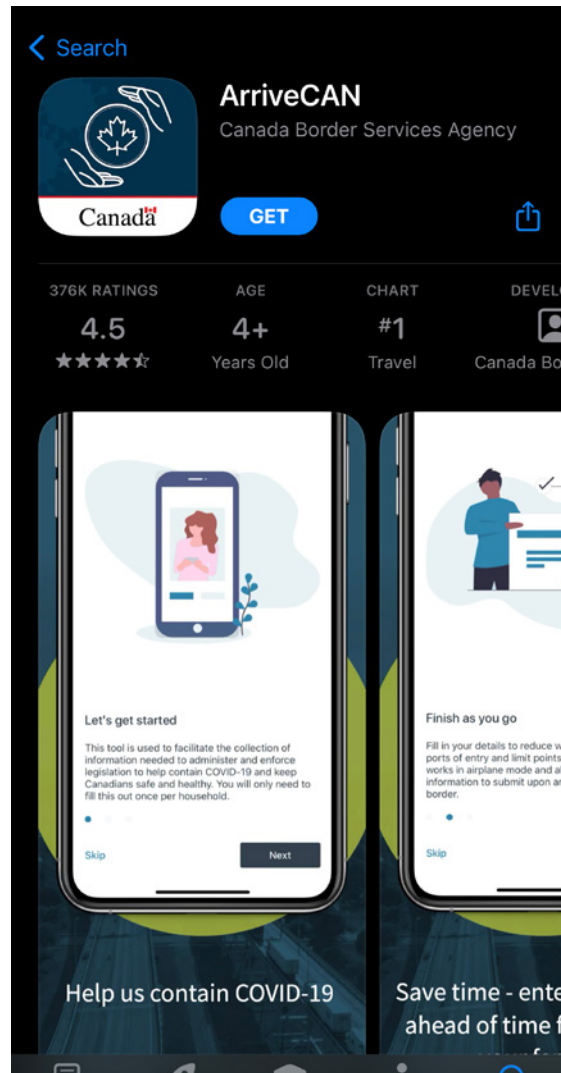 Search
ArriveCAN
Canada Border Services Agency
Canada
GET
376K RATINGS
AGE
CHART
4.5
4+
#1
Years Old
Travel
Canada Bo
Let's get started
This tool is used to facilitate the collection of
information needed to administer and enforce
legislation to help contain COVID-19 and keep
Canadians safe and healthy. You will only need to
fill this out once per household.
Skip
Next
Help us contain COVID-19
Finish as you go
Fill in your details to reduce
ports of entry and limit points
works in airplane mode and
information to submit upon
border.
Skip
Save time - ente
ahead of time